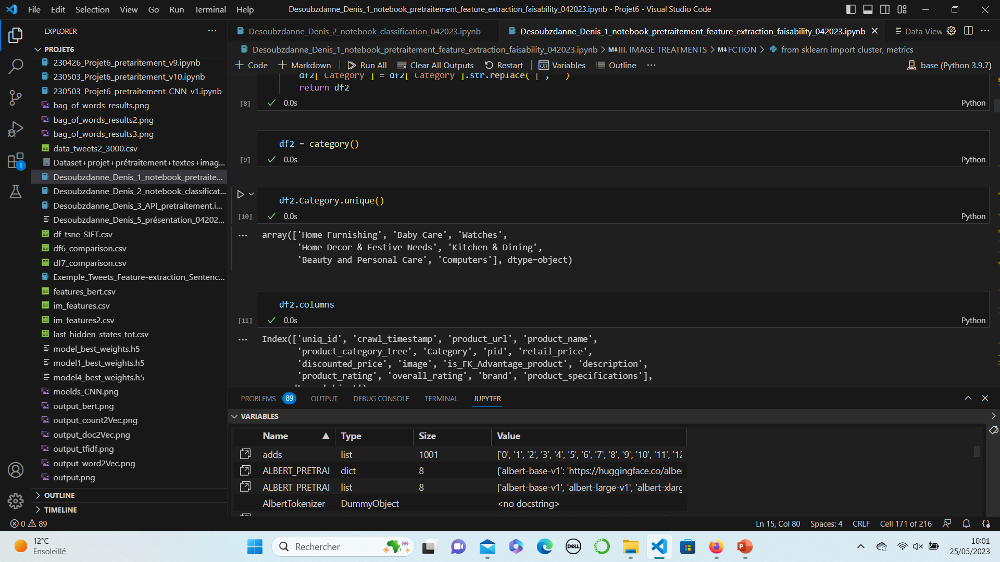 File Edit Selection View Go Run Terminal Help
Desoubzdanne_Denis_1_notebook_pretraitement_feature_extraction_faisability_042023.ipynb - Projet6 - Visual Studio Code
EXPLORER
PROJET6
230426_Projet6_pretaritement_v9.ipynb
230503_Projet6_pretraitement_v10.ipynb
230503_Projet6_pretraitement_CNN_v1.ipynb
bag_of_words_results.png
bag_of_words_results2.png
bag_of_words_results3.png
data_tweets2_3000.csv
Dataset+projet+prétraitement+textes+imag...
Desoubzdanne_Denis_1_notebook_pretraite...
Desoubzdanne_Denis_2_notebook_classificat...
Desoubzdanne_Denis_3_API_pretraitement.i...
Desoubzdanne_Denis_5_présentation_04202...
df_tsne_SIFT.csv
df6_comparison.csv
df7_comparison.csv
Exemple_Tweets_Feature-extraction_Sentenc...
features_bert.csv
im_features.csv
im_features2.csv
last_hidden_states_tot.csv
model_best_weights.h5
model1_best_weights.h5
model4_best_weights.h5
moelds_CNN.png
output_bert.png
output_count2Vec.png
output_doc2Vec.png
output_tfidf.png
output_word2Vec.png
output.png
OUTLINE
TIMELINE
1
Desoubzdanne_Denis_2_notebook_classification_042023.ipynb
Desoubzdanne_Denis_1_notebook_pretraitement_feature_extraction_faisability_042023.ipynb
Data View
Desoubzdanne_Denis_1_notebook_pretraitement_feature_extraction_faisability_042023.ipynb > III. IMAGE TREATMENTS > FCTION > from sklearn import cluster, metrics
Code Markdown Run All Clear All Outputs Restart Variables Outline ...
base (Python 3.9.7)
df2['Category'] = df2['Category'].str.replace('[', '')
return df2
[8] 0.0s Python
df2 = category()
[9] 0.0s Python
df2.Category.unique()
[10] 0.0s Python
array(['Home Furnishing', 'Baby Care', 'Watches',
'Home Decor & Festive Needs', 'Kitchen & Dining',
'Beauty and Personal Care', 'Computers'], dtype=object)
df2.columns
[11] 0.0s Python
Index(['uniq_id', 'crawl_timestamp', 'product_url', 'product_name',
'product_category_tree', 'Category', 'pid', 'retail_price',
'discounted_price', 'image', 'is_FK_Advantage_product', 'description',
'product_rating', 'overall_rating', 'brand', 'product_specifications'],
PROBLEMS 89 OUTPUT DEBUG CONSOLE TERMINAL JUPYTER
VARIABLES
Name Type Size Value
adds list 1001 ['0', '1', '2', '3', '4', '5', '6', '7', '8', '9', '10', '11', '12
ALBERT_PRETRAI dict 8 {'albert-base-v1': 'https://huggingface.co/albe
ALBERT_PRETRAI list 8 ['albert-base-v1', 'albert-large-v1', 'albert-xlarg
AlbertTokenizer DummyObject <no docstring>
0 89
Ln 15, Col 80 Spaces: 4 CRLF Cell 171 of 216
12°C
Ensoleillé
Rechercher
DELL
10:01
25/05/2023